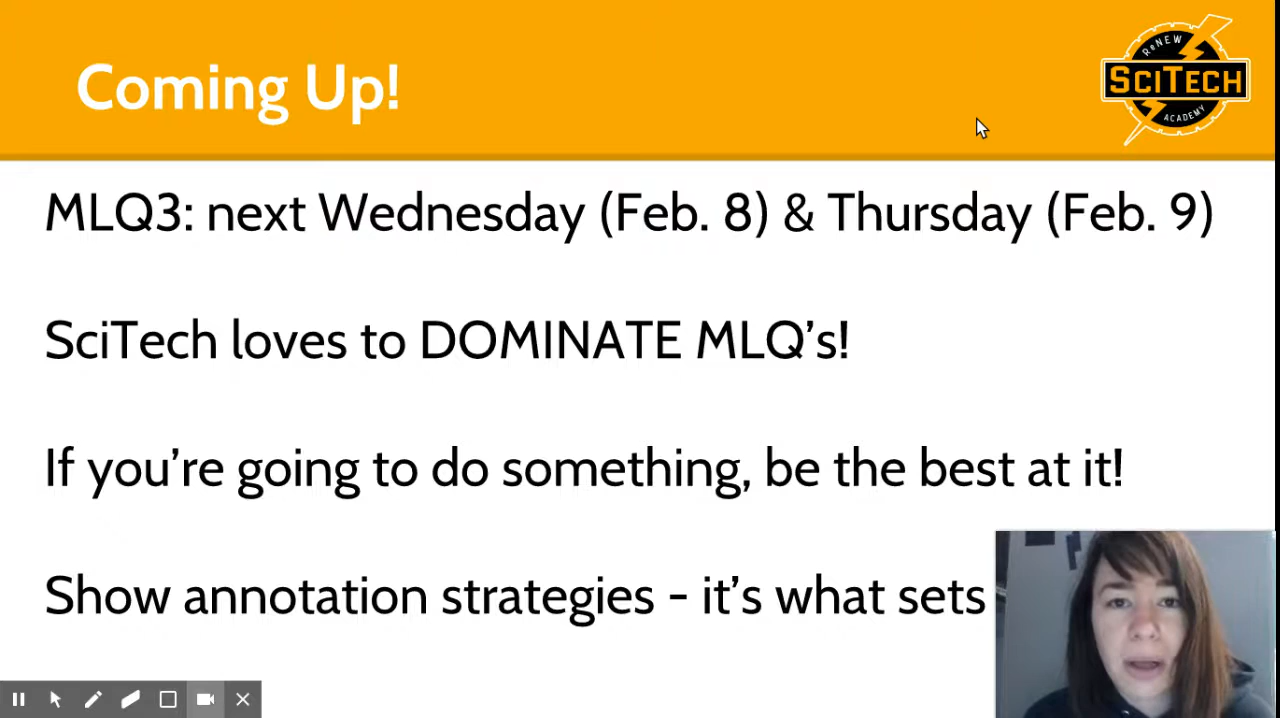 Coming Up!
ReNEW
SCITECH
ACADEMY
MLQ3: next Wednesday (Feb. 8) & Thursday (Feb. 9)
SciTech loves to DOMINATE MLQ’s!
If you’re going to do something, be the best at it!
Show annotation strategies - it’s what sets